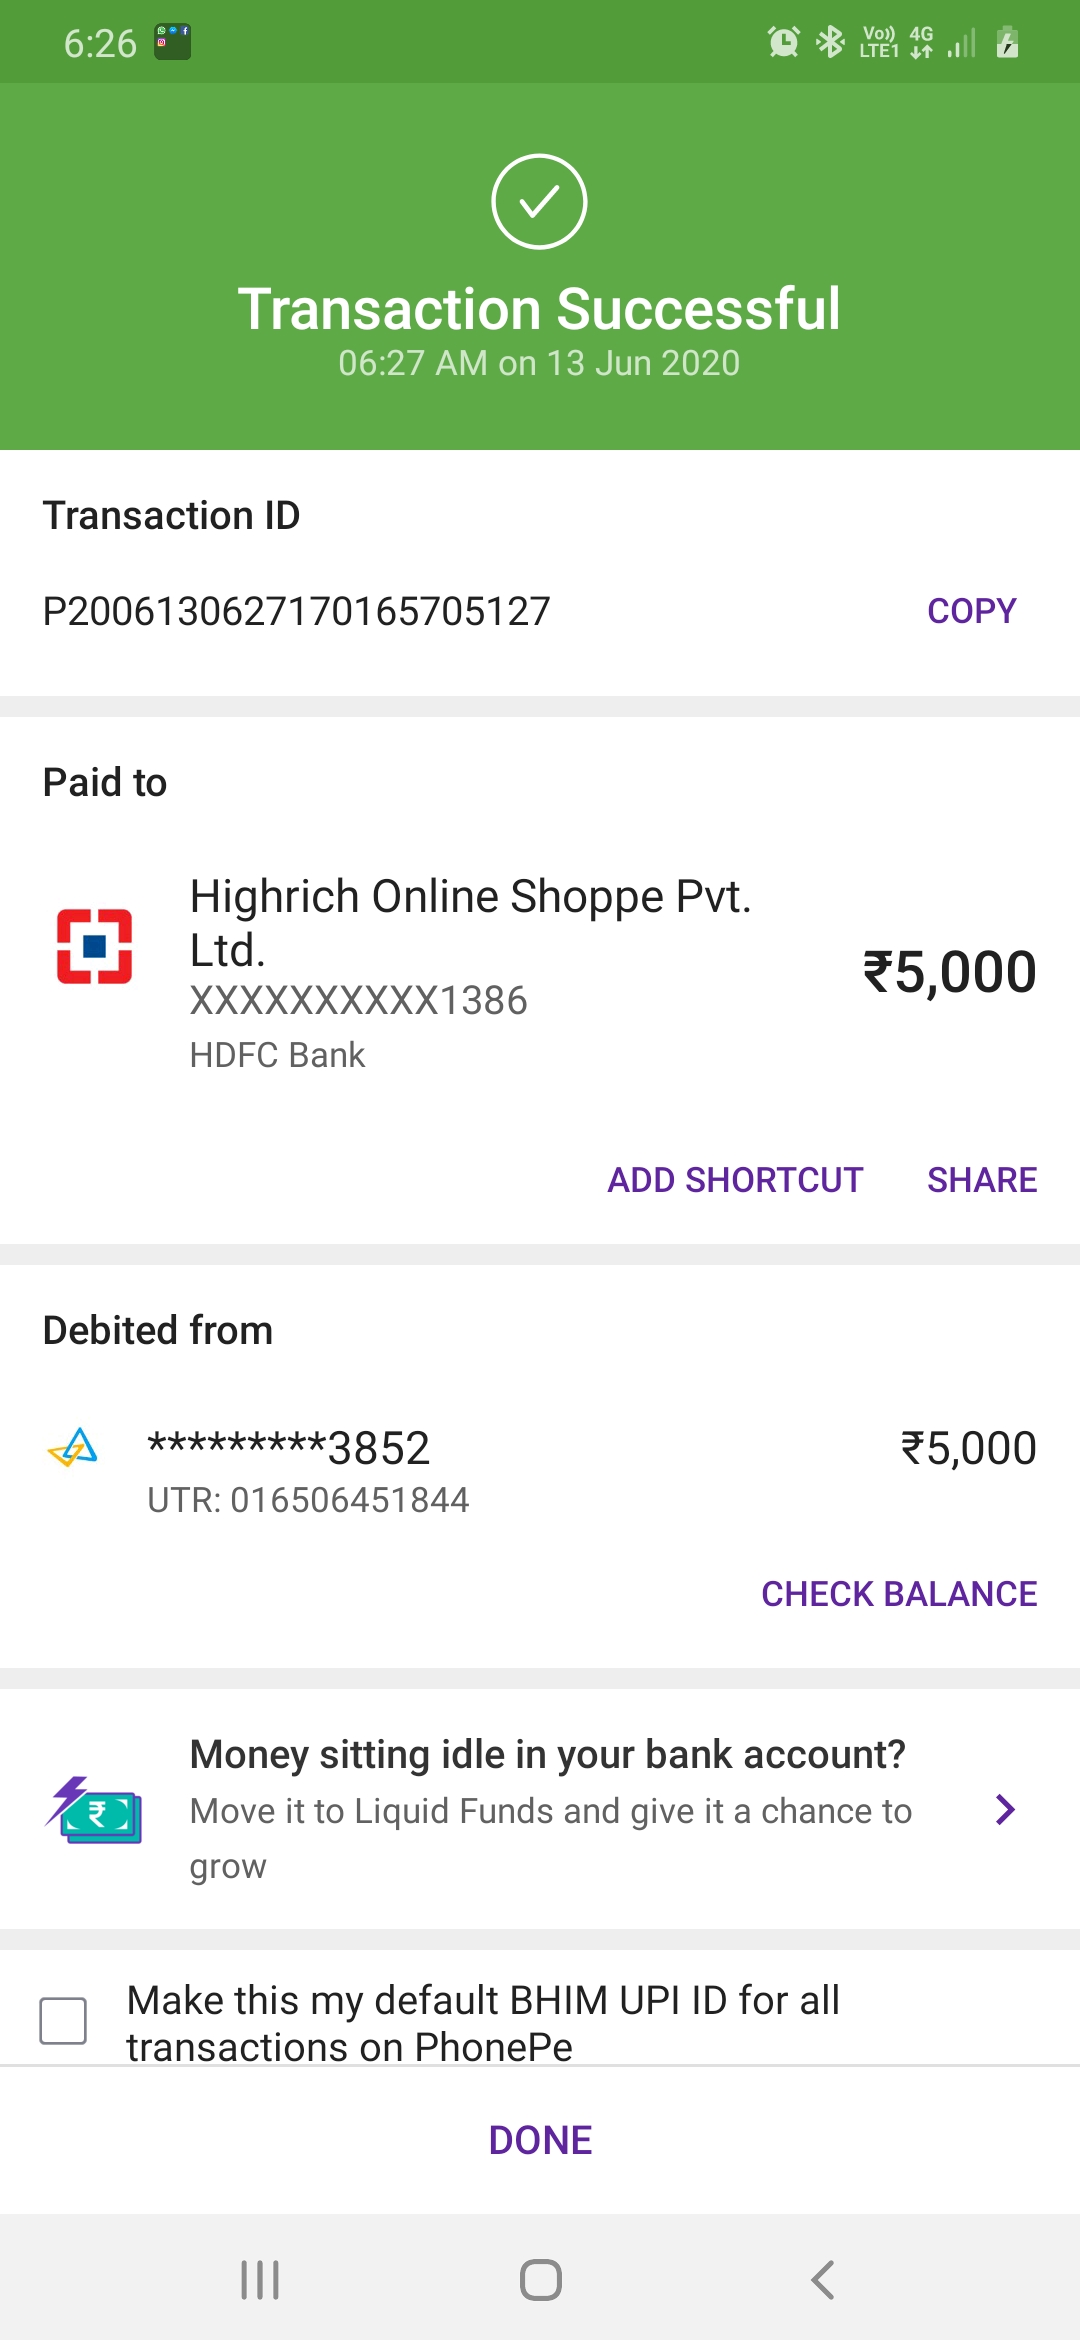 6:26
Vo)) 4G
LTE1
Transaction Successful
06:27 AM on 13 Jun 2020
Transaction ID
P2006130627170165705127 COPY
Paid to
Highrich Online Shoppe Pvt.
Ltd.
₹5,000
XXXXXXXXXX1386
HDFC Bank
ADD SHORTCUT SHARE
Debited from
*********3852 ₹5,000
UTR: 016506451844
CHECK BALANCE
Money sitting idle in your bank account?
Move it to Liquid Funds and give it a chance to
grow
Make this my default BHIM UPI ID for all
transactions on PhonePe
DONE